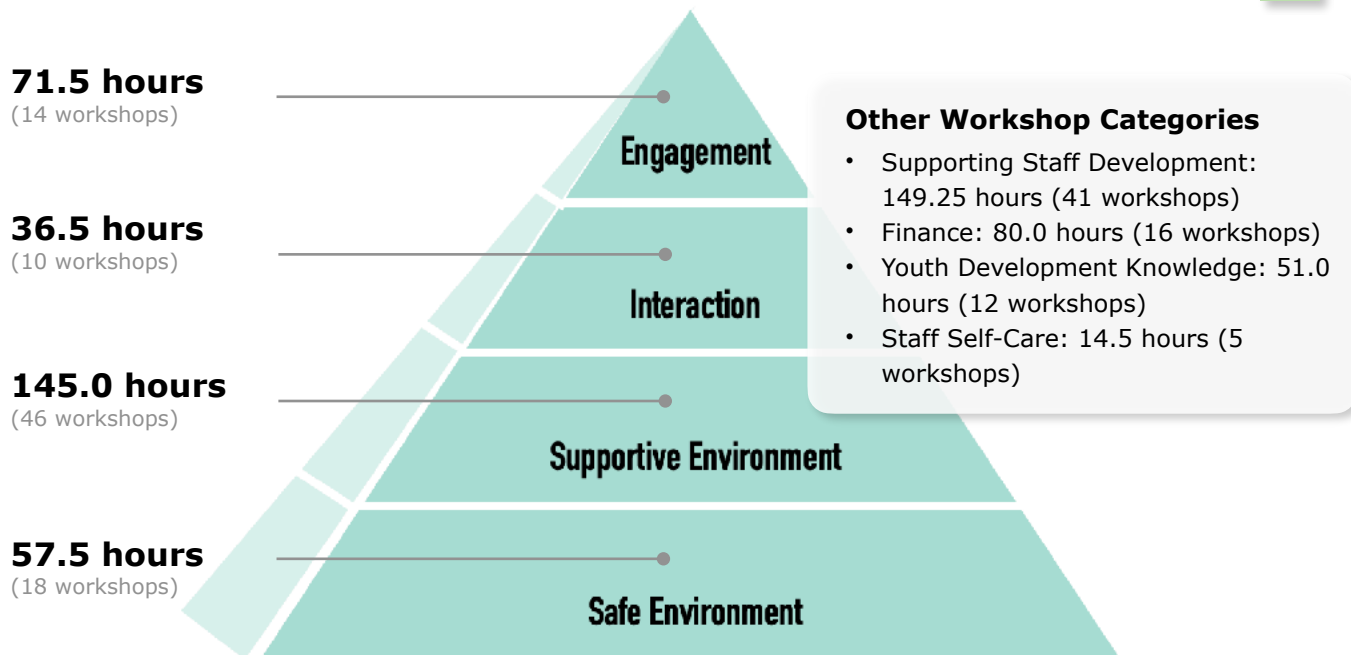 71.5 hours
(14 workshops)
Engagement
36.5 hours
(10 workshops)
Interaction
145.0 hours
(46 workshops)
Supportive Environment
57.5 hours
(18 workshops)
Safe Environment
Other Workshop Categories
• Supporting Staff Development:
149.25 hours (41 workshops)
• Finance: 80.0 hours (16 workshops)
• Youth Development Knowledge: 51.0
hours (12 workshops)
• Staff Self-Care: 14.5 hours (5
workshops)